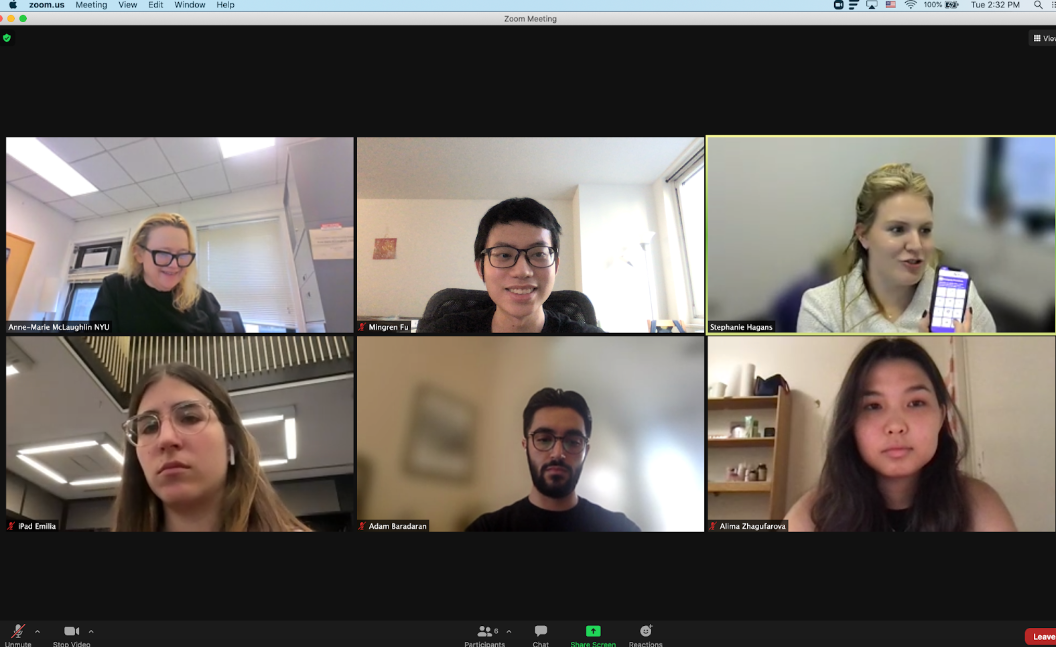 zoom.us Meeting View Edit Window Help 100% Tue 2:32 PM
Zoom Meeting
View
Anne-Marie McLaughlin NYU
Mingren Fu
Stephanie Hagans
iPad Emilia
Adam Baradaran
Alima Zhagufarova
6
Unmute Stop Video Participants Chat Share Screen Reactions Leave